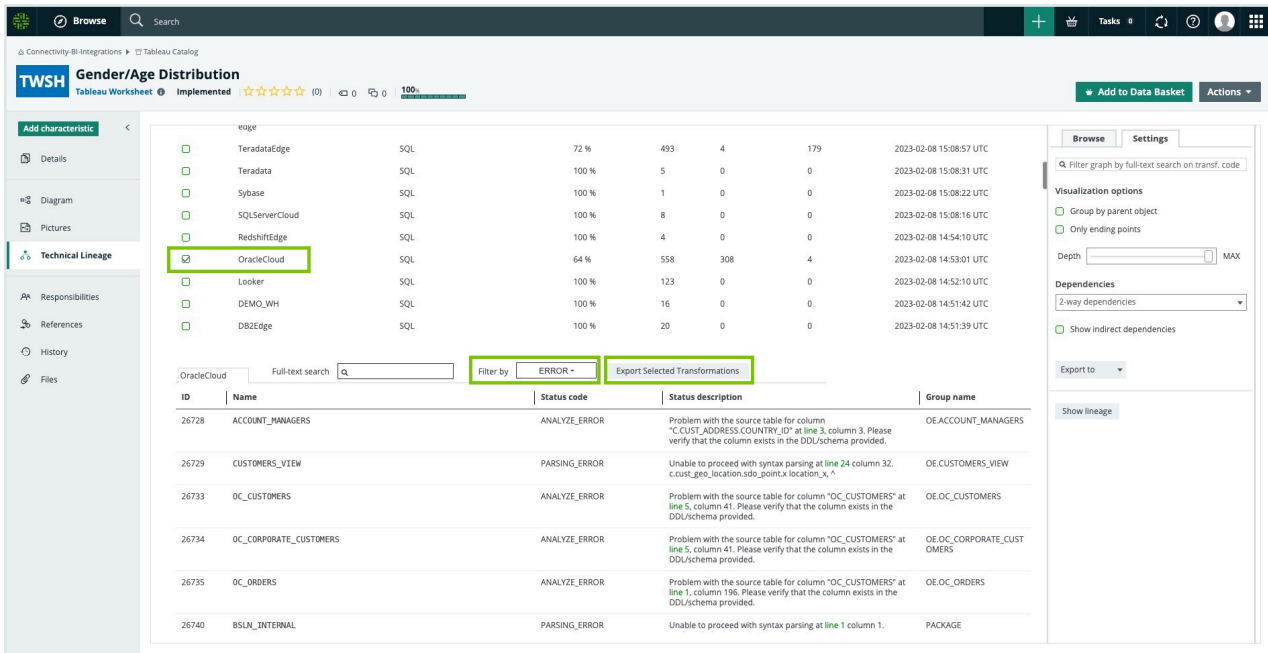 Browse
Search
Tasks 0
Connectivity-BI-Integrations
Tableau Catalog
TWSH
Gender/Age Distribution
Tableau Worksheet
Implemented
(0)
0
0
100%
Add to Data Basket
Actions
Add characteristic
Details
Diagram
Pictures
Technical Lineage
Responsibilities
References
History
Files
edge
TeradataEdge SQL 72 % 493 4 179 2023-02-08 15:08:57 UTC
Teradata SQL 100 % 5 0 0 2023-02-08 15:08:31 UTC
Sybase SQL 100 % 1 0 0 2023-02-08 15:08:22 UTC
SQLServerCloud SQL 100 % 8 0 0 2023-02-08 15:08:16 UTC
RedshiftEdge SQL 100 % 4 0 0 2023-02-08 14:54:10 UTC
OracleCloud SQL 64 % 558 308 4 2023-02-08 14:53:01 UTC
Looker SQL 100 % 123 0 0 2023-02-08 14:52:10 UTC
DEMO_WH SQL 100 % 16 0 0 2023-02-08 14:51:42 UTC
DB2Edge SQL 100 % 20 0 0 2023-02-08 14:51:39 UTC
OracleCloud
Full-text search
Filter by
ERROR
Export Selected Transformations
ID Name Status code Status description Group name
26728 ACCOUNT_MANAGERS ANALYZE_ERROR Problem with the source table for column OE.ACCOUNT_MANAGERS
"C.CUST_ADDRESS.COUNTRY_ID" at line 3, column 3. Please
verify that the column exists in the DDL/schema provided.
26729 CUSTOMERS_VIEW PARSING_ERROR Unable to proceed with syntax parsing at line 24 column 32. OE.CUSTOMERS_VIEW
c.cust_geo_location.sdo_point.x location_x, ^
26733 OC_CUSTOMERS ANALYZE_ERROR Problem with the source table for column "OC_CUSTOMERS" at OE.OC_CUSTOMERS
line 5, column 41. Please verify that the column exists in the
DDL/schema provided.
26734 OC_CORPORATE_CUSTOMERS ANALYZE_ERROR Problem with the source table for column "OC_CUSTOMERS" at OE.OC_CORPORATE_CUST
line 5, column 41. Please verify that the column exists in the OMERS
DDL/schema provided.
26735 OC_ORDERS ANALYZE_ERROR Problem with the source table for column "OC_CUSTOMERS" at OE.OC_ORDERS
line 1, column 196. Please verify that the column exists in the
DDL/schema provided.
26740 BSLN_INTERNAL PARSING_ERROR Unable to proceed with syntax parsing at line 1 column 1. PACKAGE
Browse
Settings
Filter graph by full-text search on transf. code
Visualization options
Group by parent object
Only ending points
Depth MAX
Dependencies
2-way dependencies
Show indirect dependencies
Export to
Show lineage